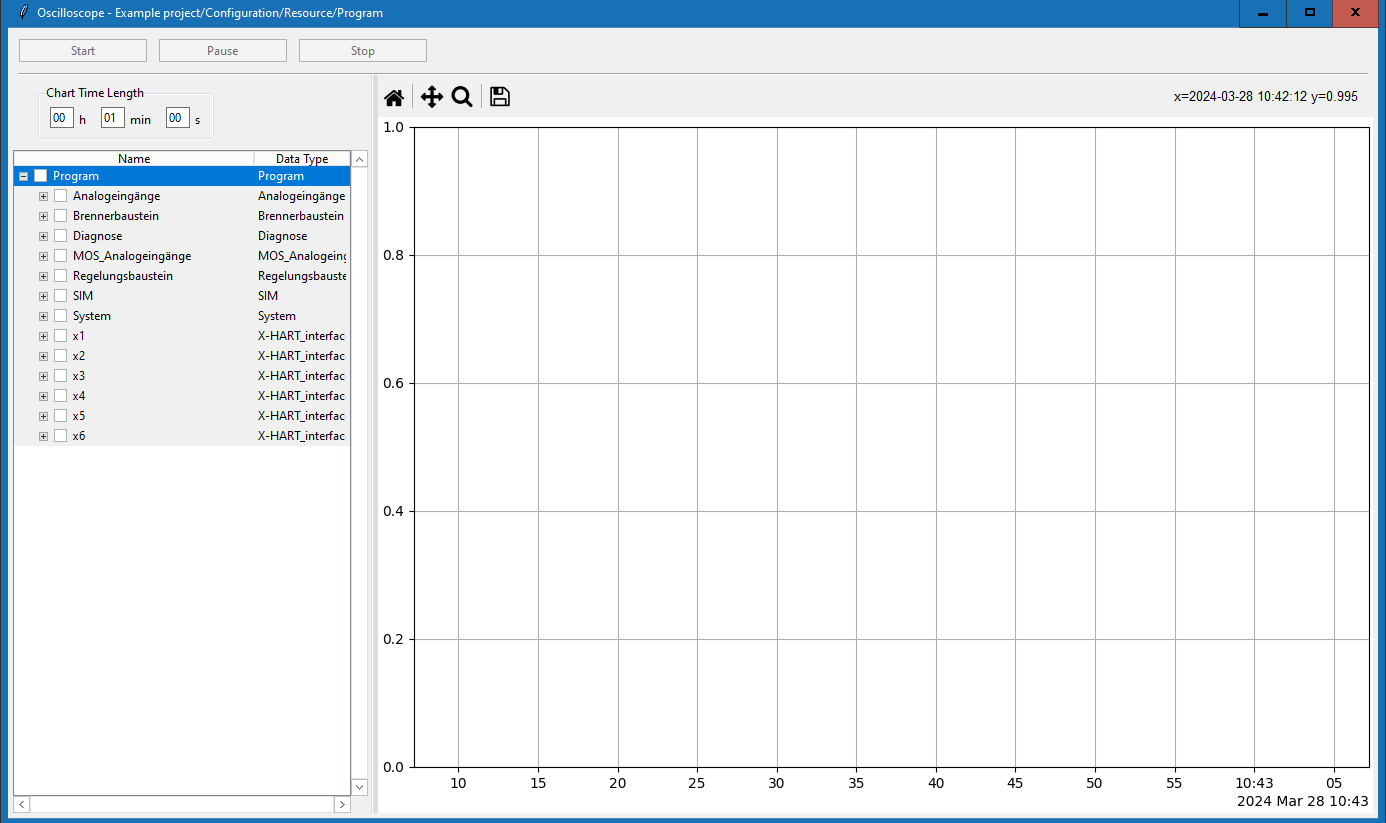 Oscilloscope - Example project/Configuration/Resource/Program
Start Pause Stop
Chart Time Length
00 h 01 min 00 s
x=2024-03-28 10:42:12 y=0.995
Name Data Type
Program Program
Analogeingänge Analogeingänge
Brennerbaustein Brennerbaustein
Diagnose Diagnose
MOS_Analogeingänge MOS_Analogeing
Regelungsbaustein Regelungsbauste
SIM SIM
System System
x1 X-HART_interfac
x2 X-HART_interfac
x3 X-HART_interfac
x4 X-HART_interfac
x5 X-HART_interfac
x6 X-HART_interfac
1.0
0.8
0.6
0.4
0.2
0.0
10 15 20 25 30 35 40 45 50 55 10:43 05
2024 Mar 28 10:43